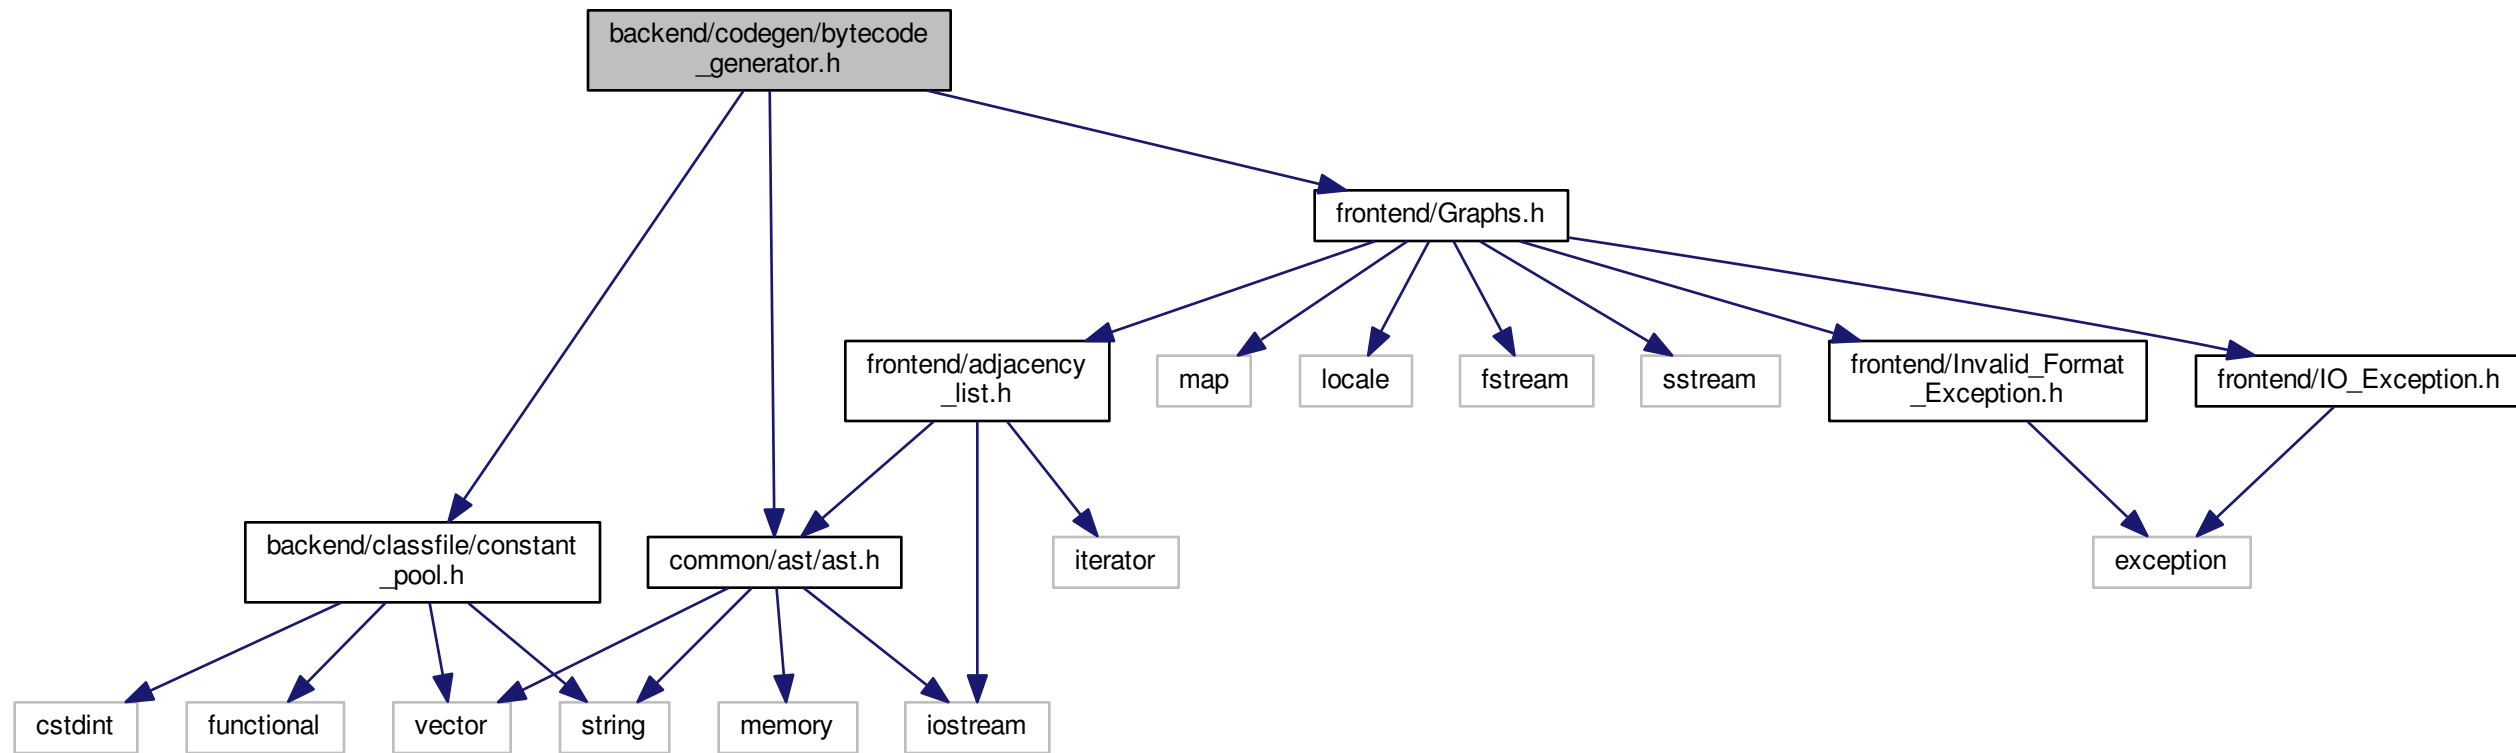 backend/codegen/bytecode
_generator.h
frontend/Graphs.h
frontend/adjacency
_list.h
map
locale
fstream
sstream
frontend/Invalid_Format
_Exception.h
frontend/IO_Exception.h
backend/classfile/constant
_pool.h
common/ast/ast.h
iterator
exception
cstdint
functional
vector
string
memory
iostream